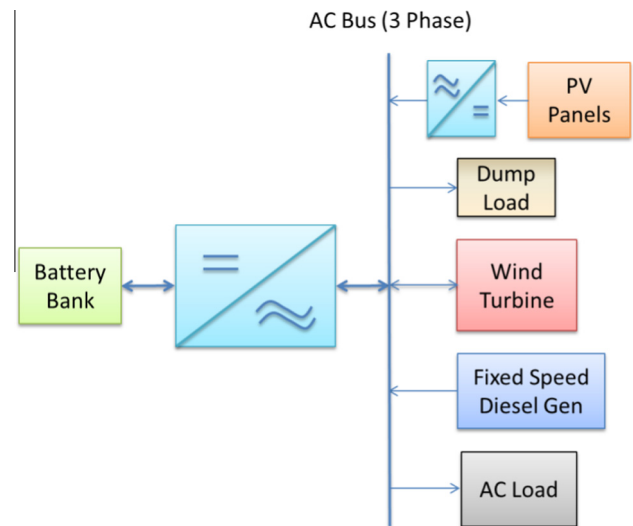 AC Bus (3 Phase)
PV
Panels
Dump
Load
Battery
Bank
Wind
Turbine
Fixed Speed
Diesel Gen
AC Load